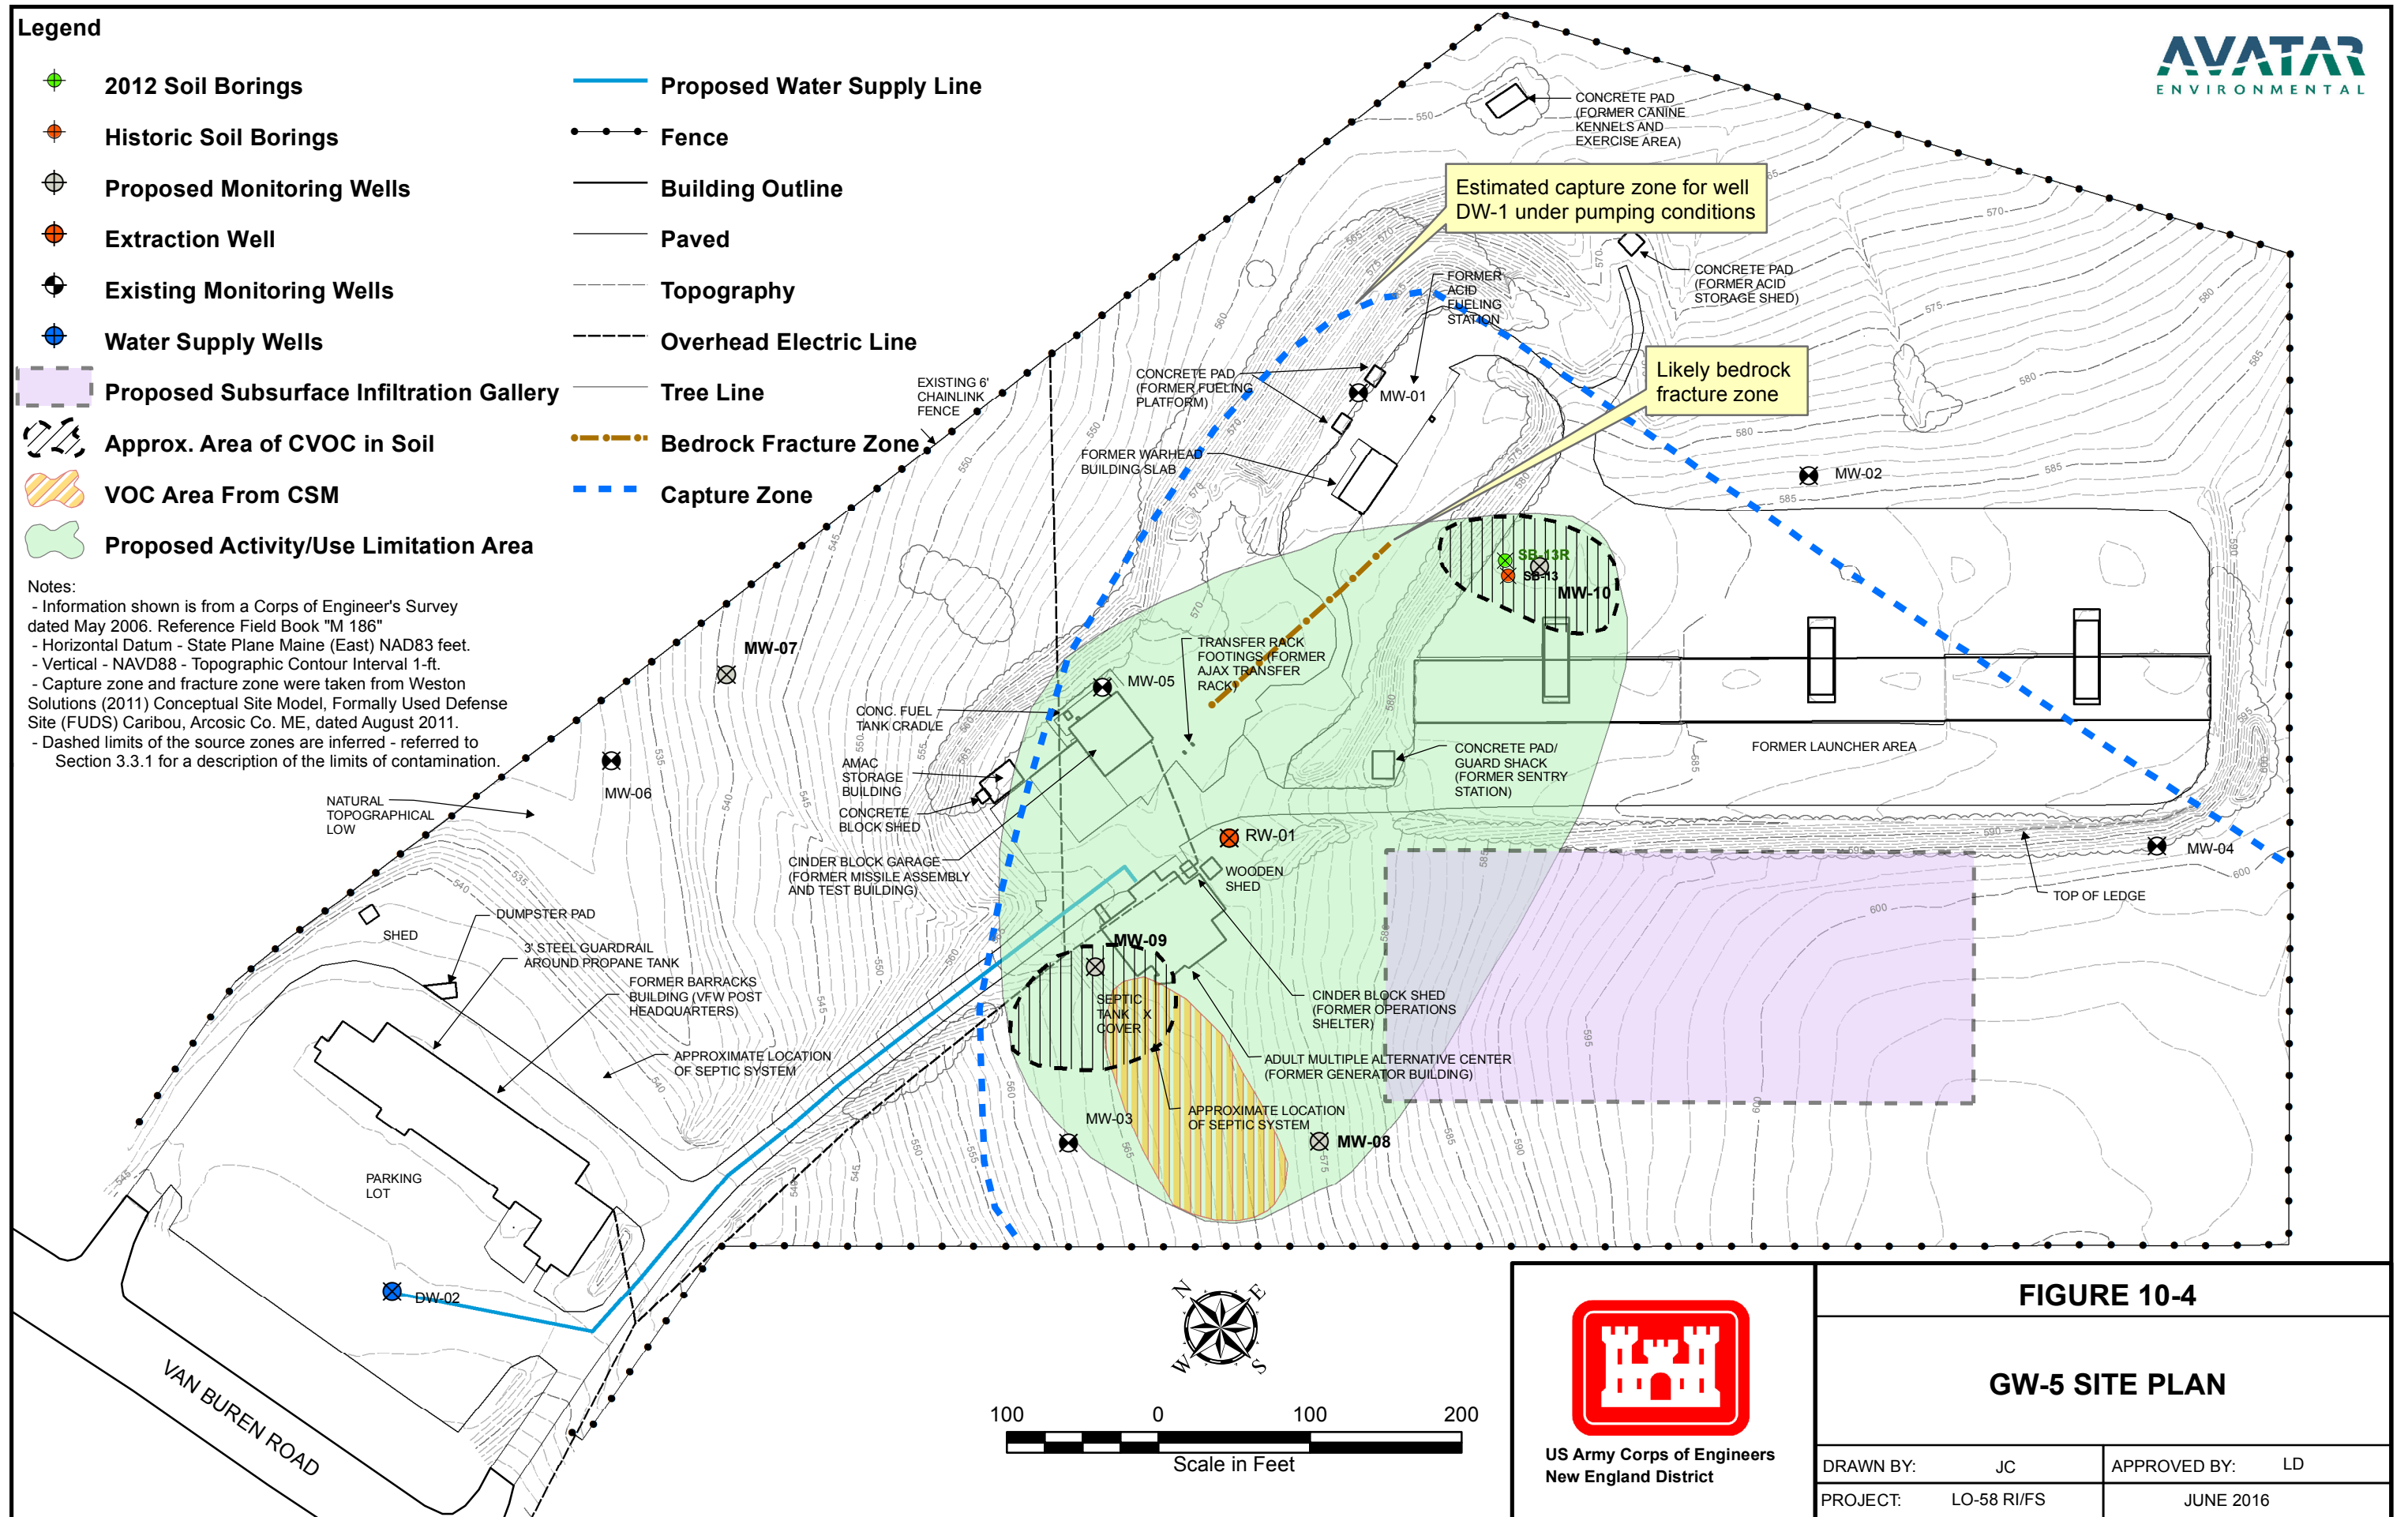 Legend
2012 Soil Borings
Historic Soil Borings
Proposed Monitoring Wells
Extraction Well
Existing Monitoring Wells
Water Supply Wells
Proposed Subsurface Infiltration Gallery
Approx. Area of CVOC in Soil
VOC Area From CSM
Proposed Activity/Use Limitation Area
Proposed Water Supply Line
Fence
Building Outline
Paved
Topography
Overhead Electric Line
Tree Line
Bedrock Fracture Zone
Capture Zone
Notes:
- Information shown is from a Corps of Engineer's Survey
dated May 2006. Reference Field Book "M 186"
- Horizontal Datum - State Plane Maine (East) NAD83 feet.
- Vertical - NAVD88 - Topographic Contour Interval 1-ft.
- Capture zone and fracture zone were taken from Weston
Solutions (2011) Conceptual Site Model, Formally Used Defense
Site (FUDS) Caribou, Arcosic Co. ME, dated August 2011.
- Dashed limits of the source zones are inferred - referred to
Section 3.3.1 for a description of the limits of contamination.
AVATAR
ENVIRONMENTAL
CONCRETE PAD
(FORMER CANINE
KENNELS AND
EXERCISE AREA)
Estimated capture zone for well
DW-1 under pumping conditions
CONCRETE PAD
(FORMER ACID
STORAGE SHED)
FORMER
ACID
FUELING
STATION
Likely bedrock
fracture zone
EXISTING 6'
CHAINLINK
FENCE
CONCRETE PAD
(FORMER FUELING
PLATFORM)
MW-01
FORMER WARHEAD
BUILDING SLAB
MW-02
SB-13R
SB-13
MW-10
MW-07
TRANSFER RACK
FOOTINGS (FORMER
AJAX TRANSFER
RACK)
MW-05
CONC. FUEL
TANK CRADLE
AMAC
STORAGE
BUILDING
CONCRETE
BLOCK SHED
CINDER BLOCK GARAGE
(FORMER MISSILE ASSEMBLY
AND TEST BUILDING)
CONCRETE PAD/
GUARD SHACK
(FORMER SENTRY
STATION)
FORMER LAUNCHER AREA
MW-06
NATURAL
TOPOGRAPHICAL
LOW
RW-01
WOODEN
SHED
MW-04
TOP OF LEDGE
DUMPSTER PAD
SHED
3' STEEL GUARDRAIL
AROUND PROPANE TANK
FORMER BARRACKS
BUILDING (VFW POST
HEADQUARTERS)
APPROXIMATE LOCATION
OF SEPTIC SYSTEM
MW-09
SEPTIC
TANK X
COVER
CINDER BLOCK SHED
(FORMER OPERATIONS
SHELTER)
ADULT MULTIPLE ALTERNATIVE CENTER
(FORMER GENERATOR BUILDING)
APPROXIMATE LOCATION
OF SEPTIC SYSTEM
MW-03
MW-08
PARKING
LOT
DW-02
VAN BUREN ROAD
N
E
W
S
100 0 100 200
Scale in Feet
US Army Corps of Engineers
New England District
FIGURE 10-4
GW-5 SITE PLAN
DRAWN BY: JC
APPROVED BY: LD
PROJECT: LO-58 RI/FS
JUNE 2016